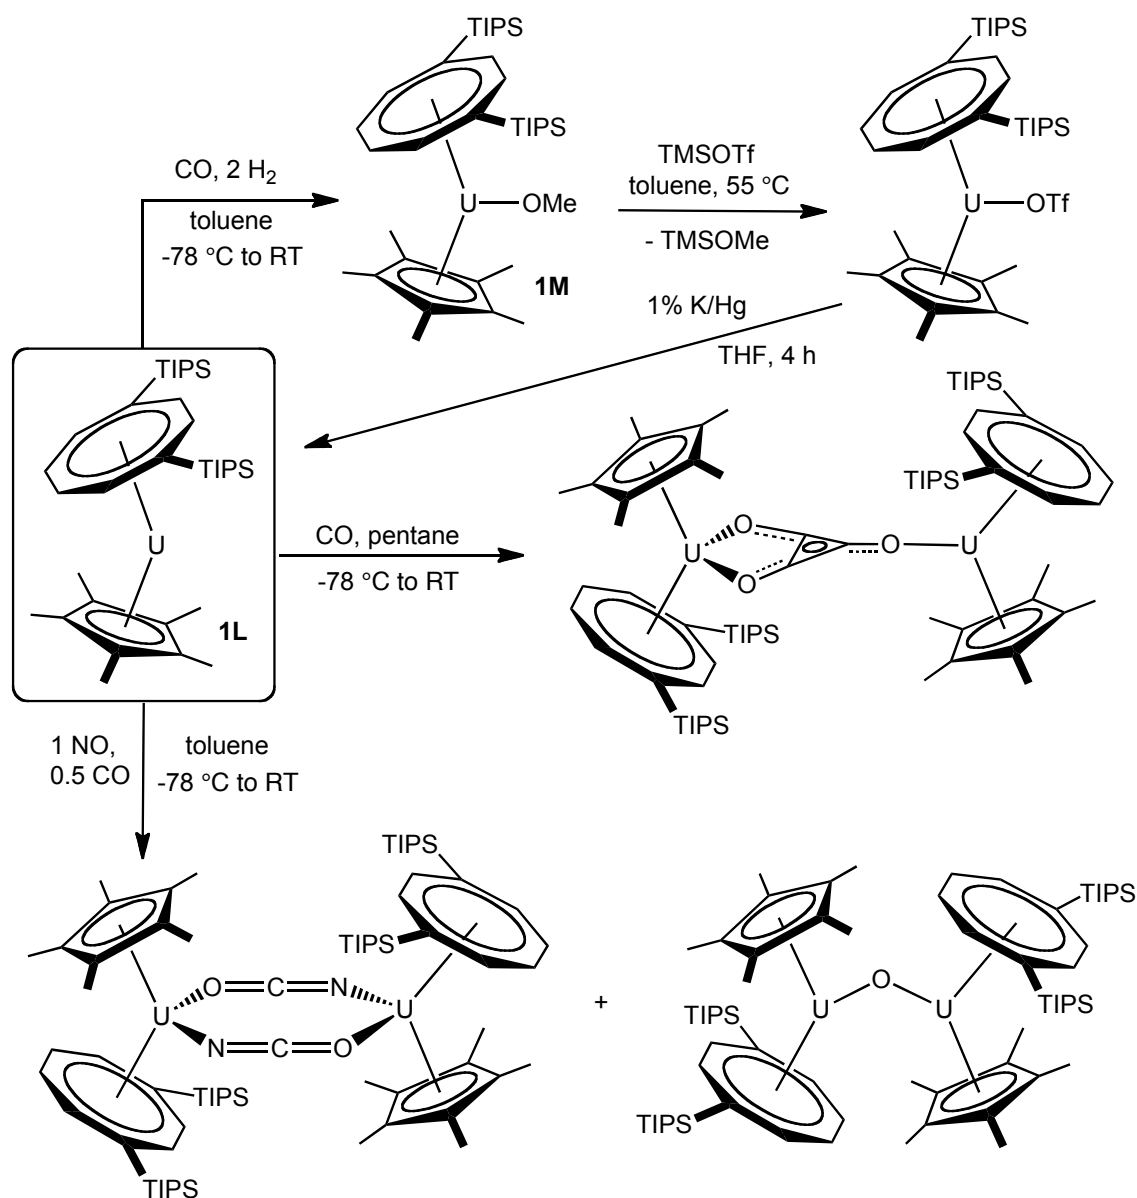 TIPS
TIPS
CO, 2 H2
toluene
-78 °C to RT
U
OMe
1M
TMSOTf
toluene, 55 °C
- TMSOMe
TIPS
TIPS
U
OTf
1% K/Hg
THF, 4 h
TIPS
TIPS
U
1L
CO, pentane
-78 °C to RT
U
O
O
O
U
TIPS
TIPS
TIPS
TIPS
1 NO,
0.5 CO
toluene
-78 °C to RT
TIPS
TIPS
U
O
C
N
U
N
C
O
TIPS
TIPS
+
TIPS
TIPS
U
O
U
TIPS
TIPS